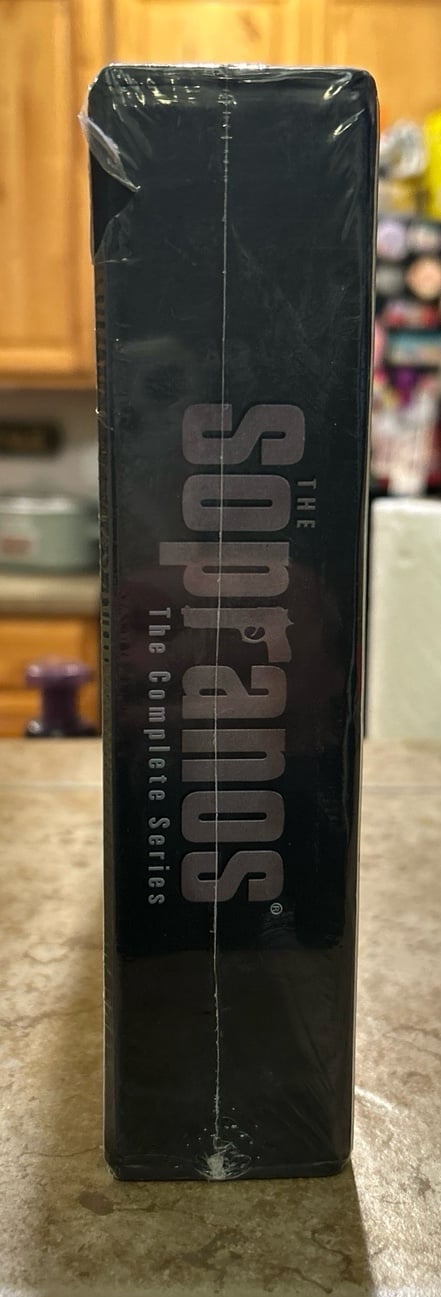 THE
Sopranos®
The Complete Series